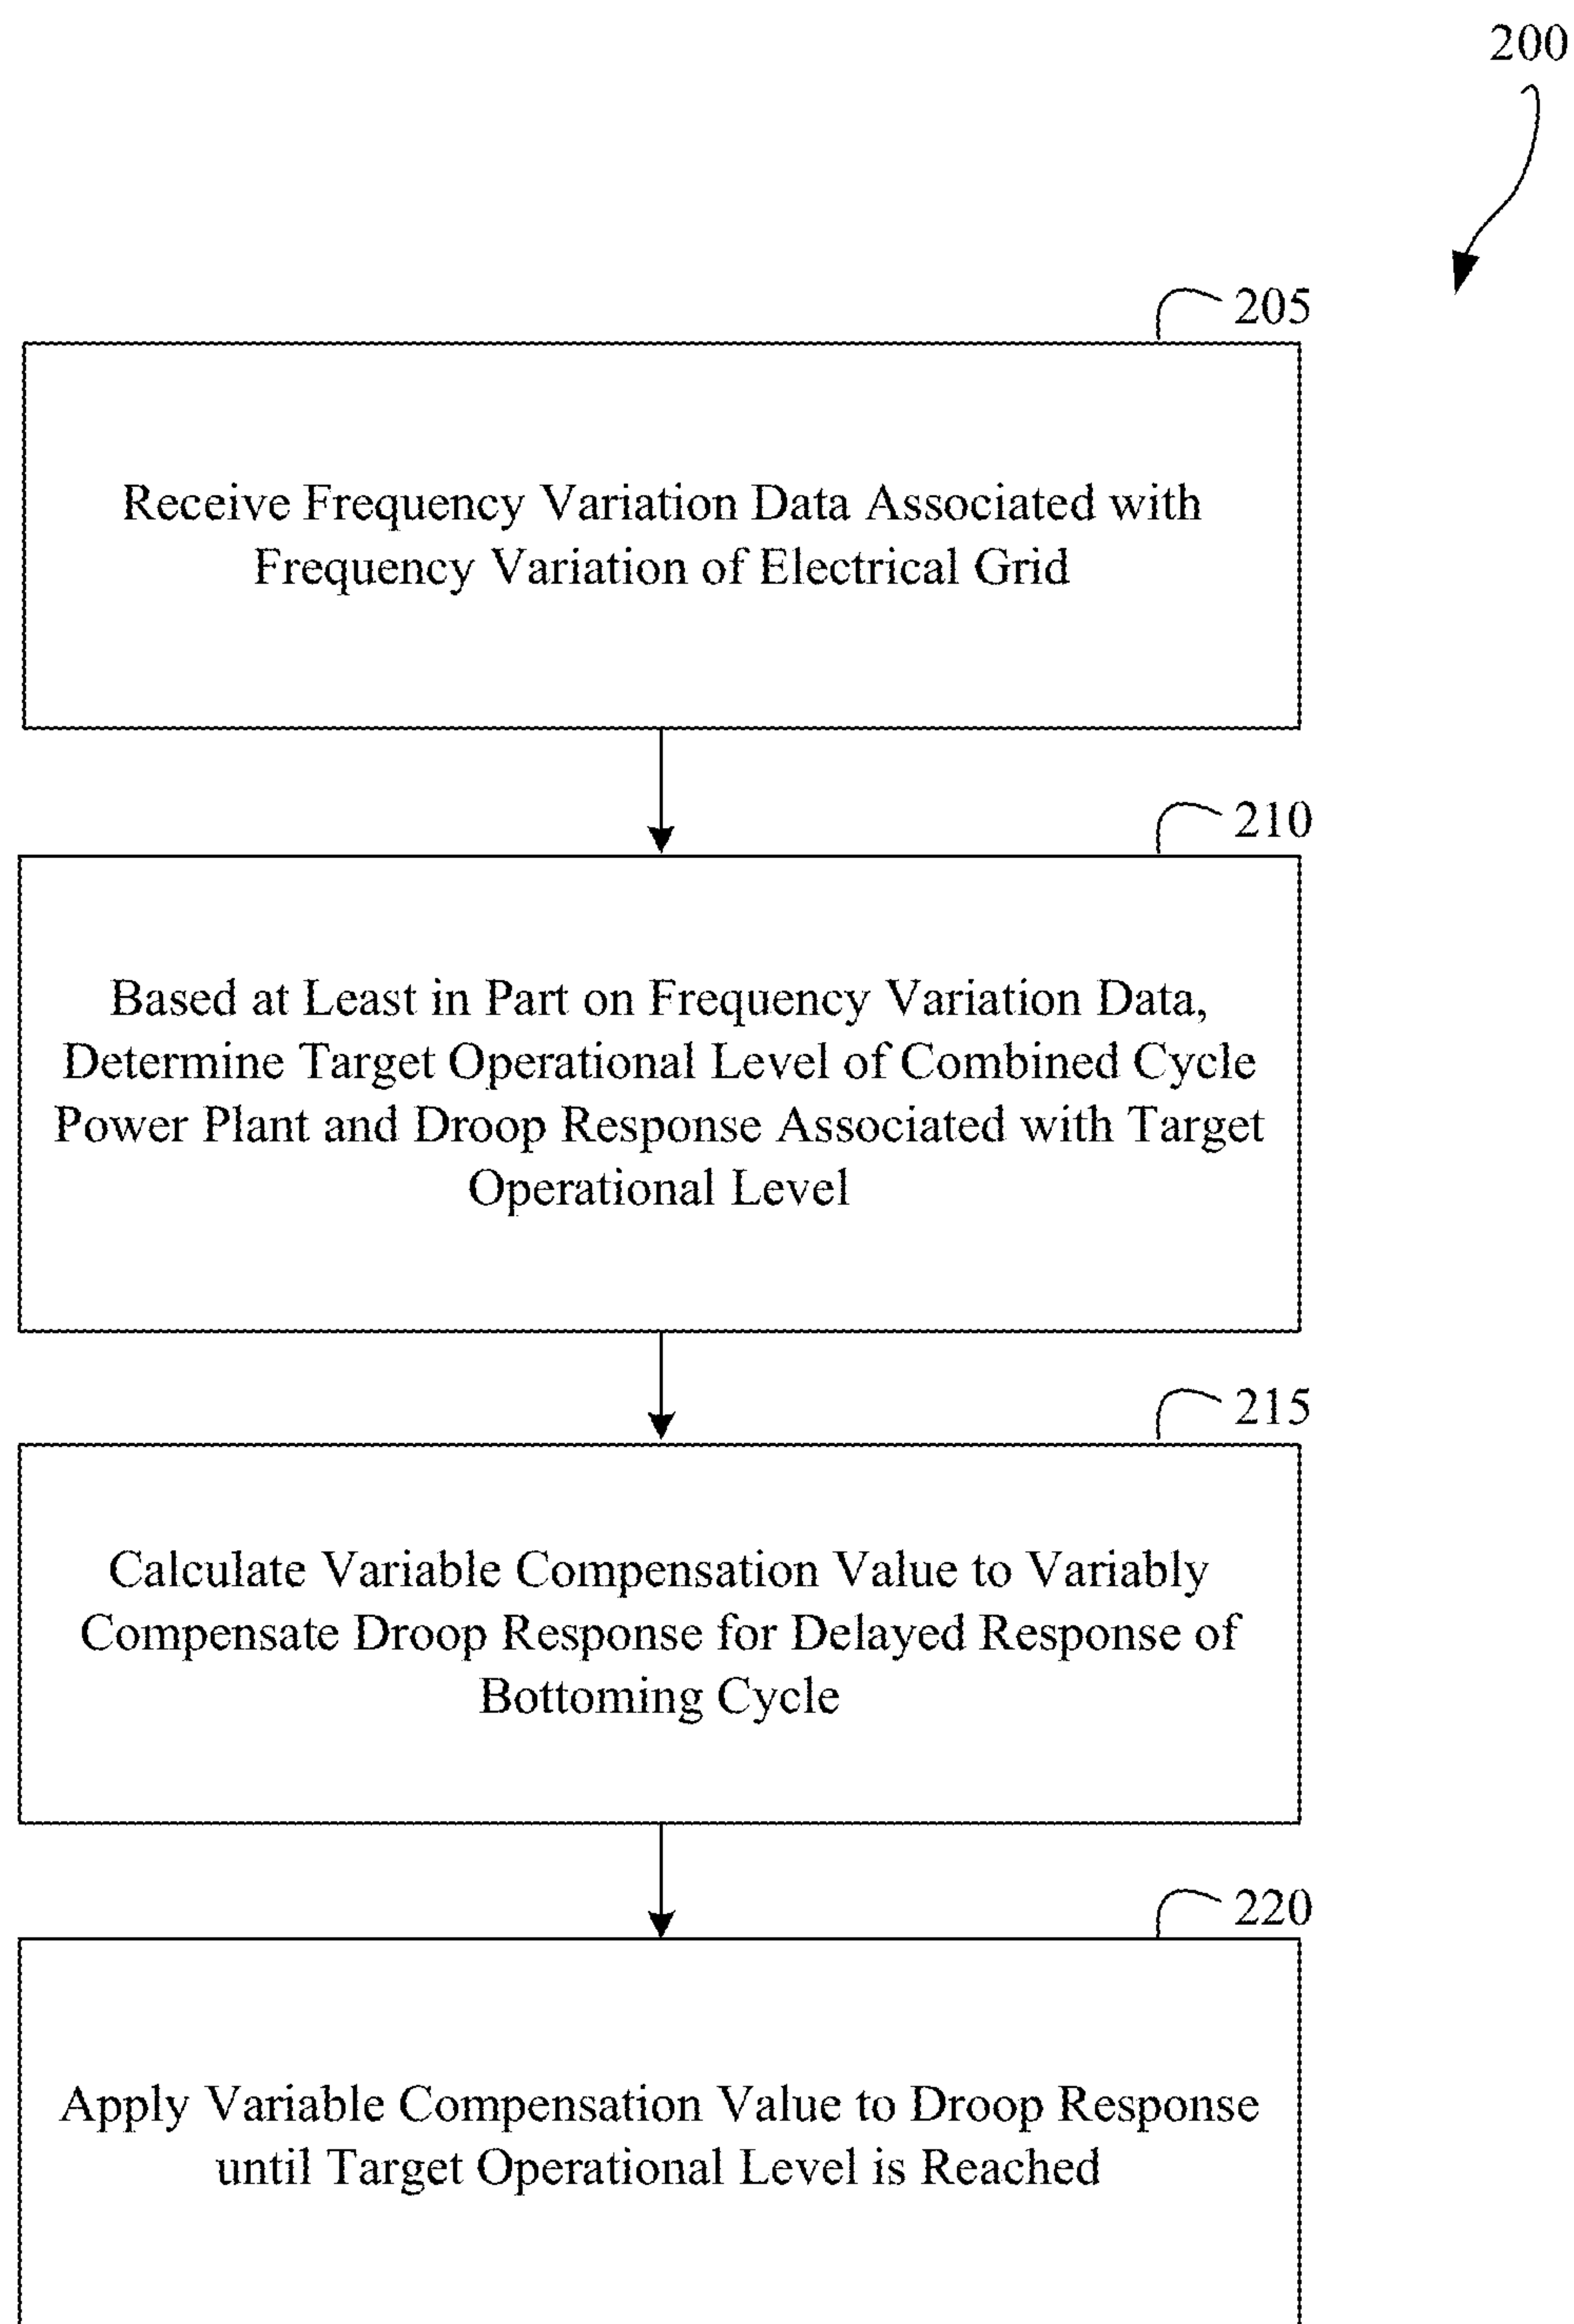 200
205
Receive Frequency Variation Data Associated with
Frequency Variation of Electrical Grid
210
Based at Least in Part on Frequency Variation Data,
Determine Target Operational Level of Combined Cycle
Power Plant and Droop Response Associated with Target
Operational Level
215
Calculate Variable Compensation Value to Variably
Compensate Droop Response for Delayed Response of
Bottoming Cycle
220
Apply Variable Compensation Value to Droop Response
until Target Operational Level is Reached